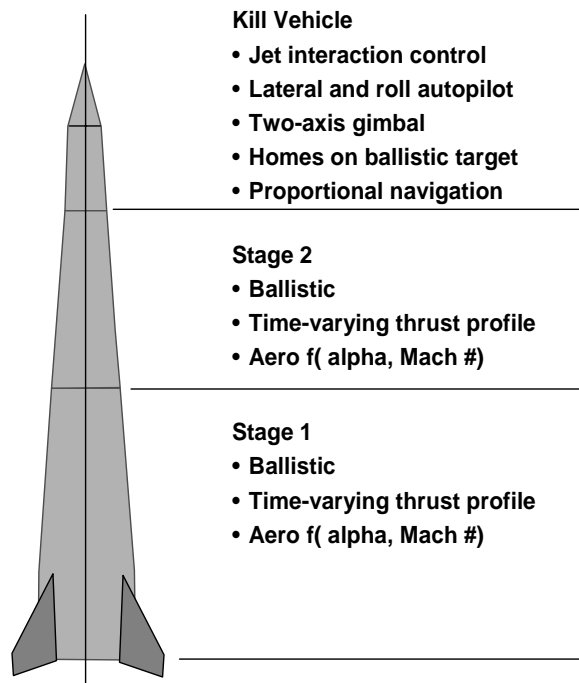 Kill Vehicle
• Jet interaction control
• Lateral and roll autopilot
• Two-axis gimbal
• Homes on ballistic target
• Proportional navigation
Stage 2
• Ballistic
• Time-varying thrust profile
• Aero f( alpha, Mach #)
Stage 1
• Ballistic
• Time-varying thrust profile
• Aero f( alpha, Mach #)